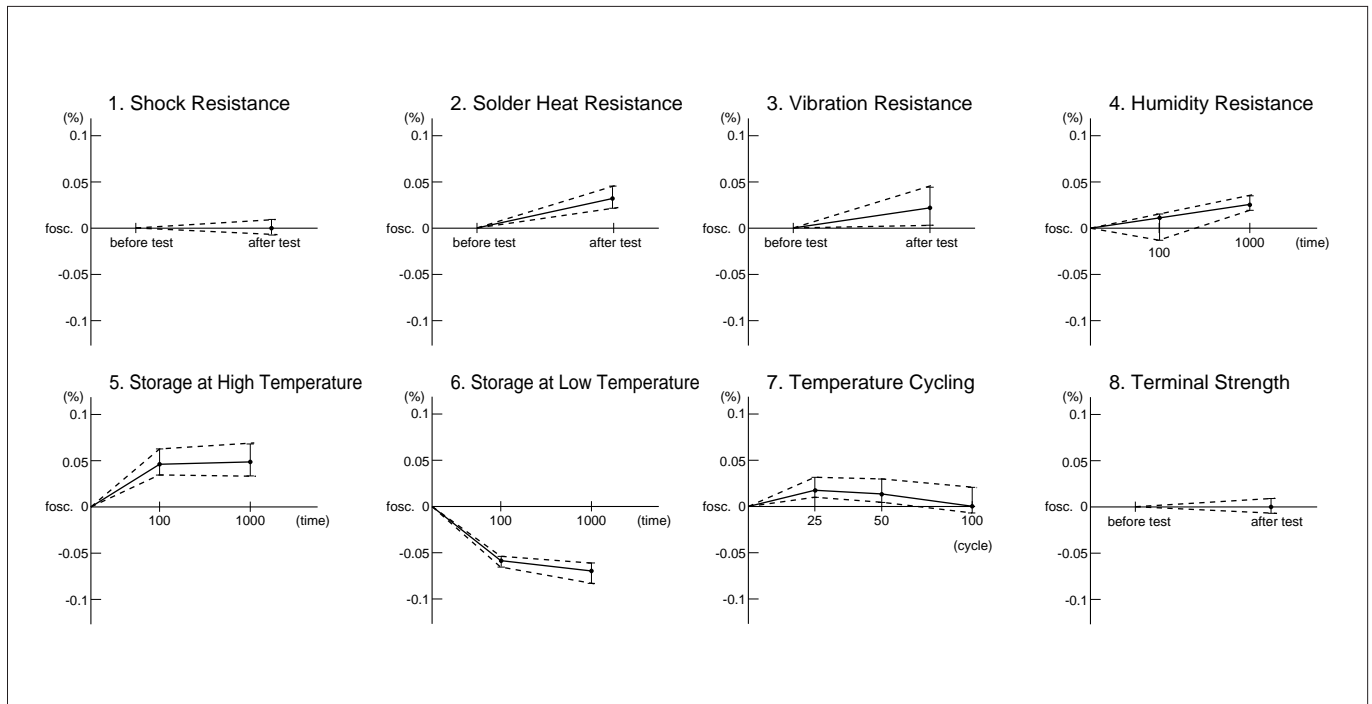 1. Shock Resistance
(%)
0.1
0.05
fosc. 0
before test after test
-0.05
-0.1
2. Solder Heat Resistance
(%)
0.1
0.05
fosc. 0
before test after test
-0.05
-0.1
3. Vibration Resistance
(%)
0.1
0.05
fosc. 0
before test after test
-0.05
-0.1
4. Humidity Resistance
(%)
0.1
0.05
fosc. 0
100 1000 (time)
-0.05
-0.1
5. Storage at High Temperature
(%)
0.1
0.05
fosc. 0
100 1000 (time)
-0.05
-0.1
6. Storage at Low Temperature
(%)
0.1
0.05
fosc. 0
100 1000 (time)
-0.05
-0.1
7. Temperature Cycling
(%)
0.1
0.05
fosc. 0
25 50 100
(cycle)
-0.05
-0.1
8. Terminal Strength
(%)
0.1
0.05
fosc. 0
before test after test
-0.05
-0.1